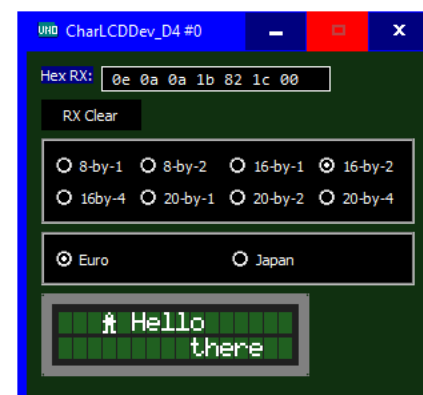 UNO CharLCDDev_D4 #0
Hex RX: 0e 0a 0a 1b 82 1c 00
RX Clear
8-by-1 8-by-2 16-by-1 16-by-2
16by-4 20-by-1 20-by-2 20-by-4
Euro Japan
Hello
there